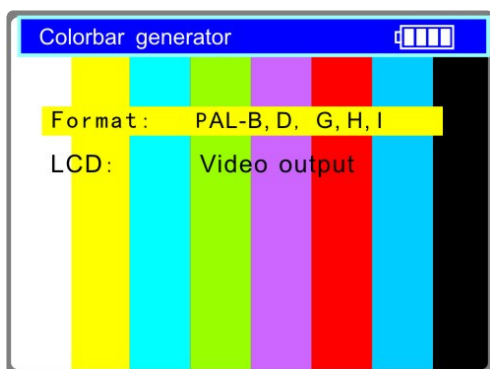 Colorbar generator
Format: PAL-B, D, G, H, I
LCD: Video output